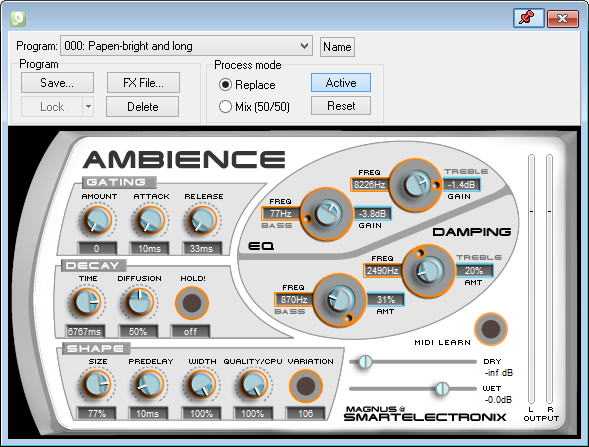 Program: 000: Papen-bright and long Name
Program
Save... FX File...
Lock Delete
Process mode
Replace Active
Mix (50/50) Reset
AMBIENCE
GATING
AMOUNT ATTACK RELEASE
0 10ms 33ms
DECAY
TIME DIFFUSION HOLD!
6767ms 50% off
SHAPE
SIZE PREDELAY WIDTH QUALITY/CPU VARIATION
77% 10ms 100% 100% 106
FREQ TREBLE
8226Hz -1.4dB
GAIN
FREQ
77Hz -3.8dB
BASS GAIN
EQ
DAMPING
FREQ TREBLE
2490Hz 20%
AMT
FREQ
870Hz 31%
BASS AMT
MIDI LEARN
DRY
-inf dB
WET
-0.0dB
MAGNUS @
SMARTELECTRONIX
L R
OUTPUT